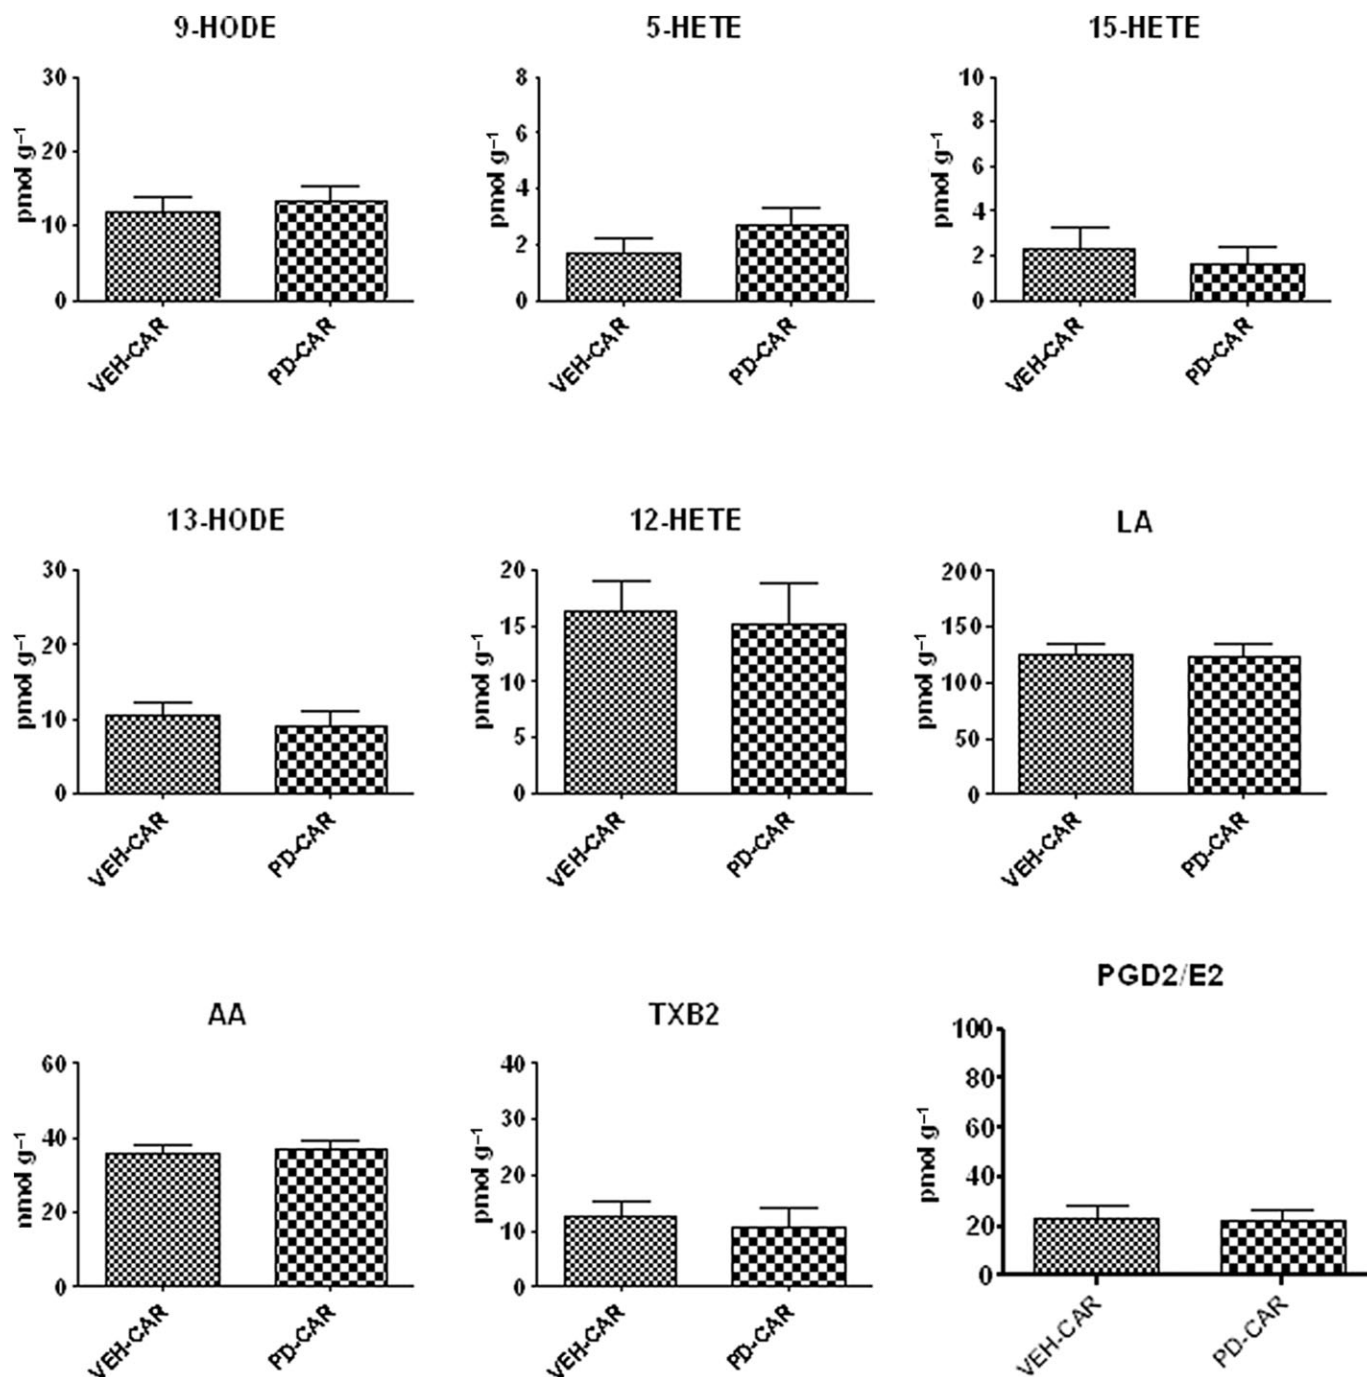 9-HODE
pmol g⁻¹
30
20
10
0
VEH-CAR
PD-CAR
5-HETE
pmol g⁻¹
8
6
4
2
0
VEH-CAR
PD-CAR
15-HETE
pmol g⁻¹
10
8
6
4
2
0
VEH-CAR
PD-CAR
13-HODE
pmol g⁻¹
30
20
10
0
VEH-CAR
PD-CAR
12-HETE
pmol g⁻¹
20
15
10
5
0
VEH-CAR
PD-CAR
LA
pmol g⁻¹
200
150
100
50
0
VEH-CAR
PD-CAR
AA
nmol g⁻¹
60
40
20
0
VEH-CAR
PD-CAR
TXB2
pmol g⁻¹
40
30
20
10
0
VEH-CAR
PD-CAR
PGD2/E2
pmol g⁻¹
100
80
60
40
20
0
VEH-CAR
PD-CAR